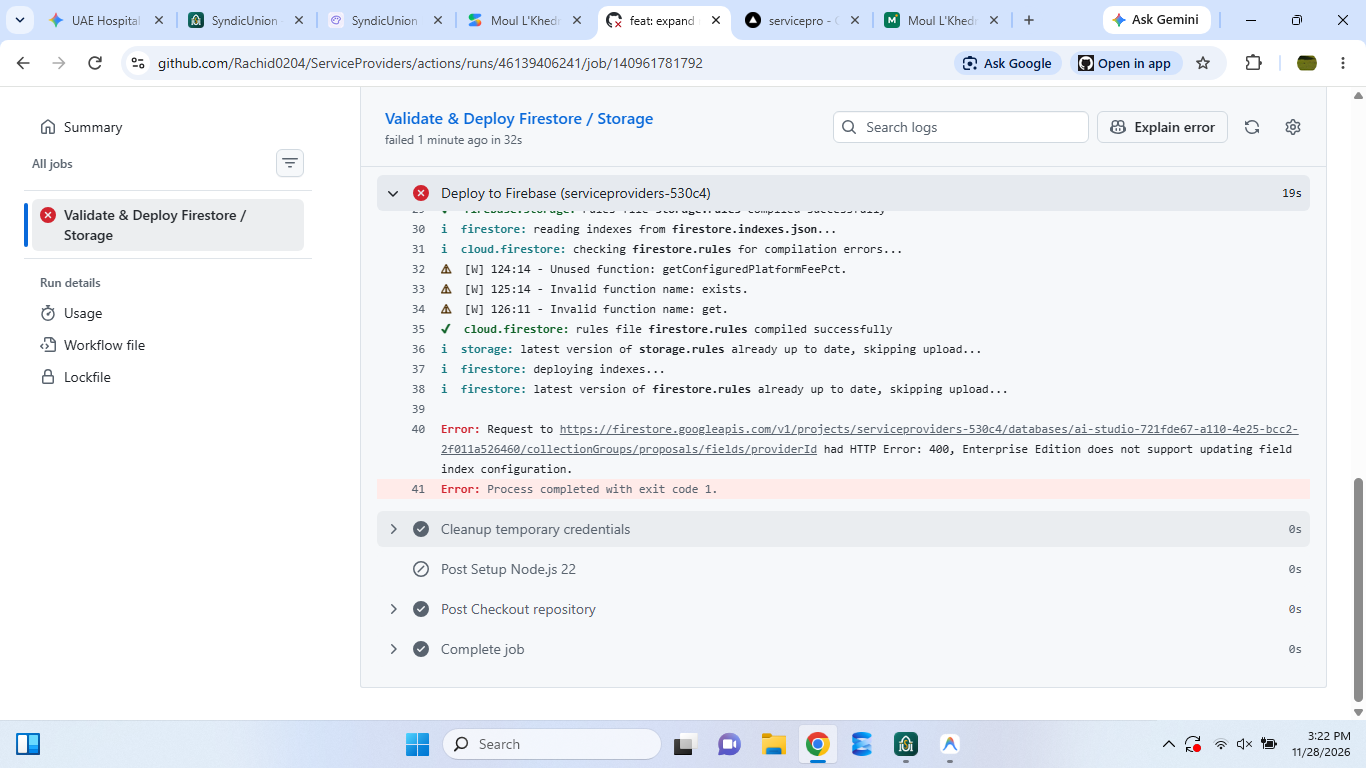 UAE Hospital
SyndicUnion
SyndicUnion
Moul L'Khed
feat: expand
servicepro -
Moul L'Khed
Ask Gemini
github.com/Rachid0204/ServiceProviders/actions/runs/46139406241/job/140961781792
Ask Google
Open in app
Summary
All jobs
Validate & Deploy Firestore /
Storage
Run details
Usage
Workflow file
Lockfile
Validate & Deploy Firestore / Storage
failed 1 minute ago in 32s
Search logs
Explain error
Deploy to Firebase (serviceproviders-530c4)
19s
29 ✔ firebase.storage: rules file storage.rules compiled successfully
30 i firestore: reading indexes from firestore.indexes.json...
31 i cloud.firestore: checking firestore.rules for compilation errors...
32 ⚠ [W] 124:14 - Unused function: getConfiguredPlatformFeePct.
33 ⚠ [W] 125:14 - Invalid function name: exists.
34 ⚠ [W] 126:11 - Invalid function name: get.
35 ✔ cloud.firestore: rules file firestore.rules compiled successfully
36 i storage: latest version of storage.rules already up to date, skipping upload...
37 i firestore: deploying indexes...
38 i firestore: latest version of firestore.rules already up to date, skipping upload...
39
40 Error: Request to https://firestore.googleapis.com/v1/projects/serviceproviders-530c4/databases/ai-studio-721fde67-a110-4e25-bcc2-
2f011a526460/collectionGroups/proposals/fields/providerId had HTTP Error: 400, Enterprise Edition does not support updating field
index configuration.
41 Error: Process completed with exit code 1.
Cleanup temporary credentials
0s
Post Setup Node.js 22
0s
Post Checkout repository
0s
Complete job
0s
Search
3:22 PM
11/28/2026